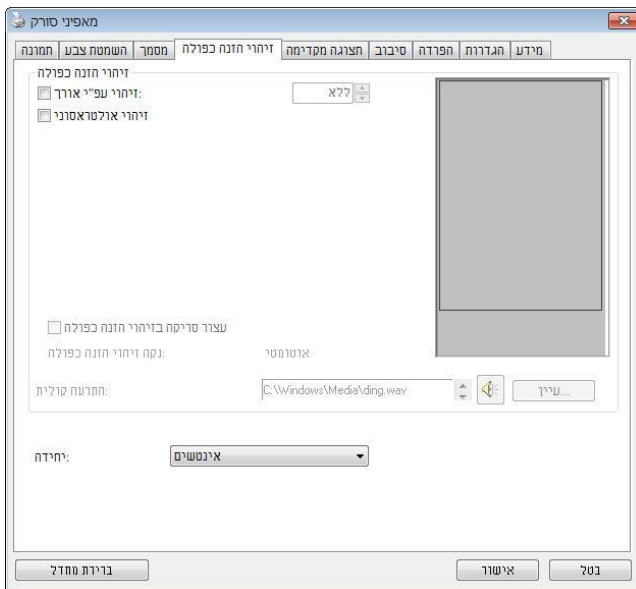 מאפיני סורק
תמונה השמטת צבע מסמך זיהוי הזנה כפולה תצוגה מקדימה סיבוב הפרדה הגדרות מידע
זיהוי הזנה כפולה
זיהוי עפ"י אורך: ללא
זיהוי אולטראסוני
עצור סריקה בזיהוי הזנה כפולה
נקה זיהוי הזנה כפולה: אוטומטי
התרעה קולית: C:\Windows\Media\ding.wav עיין...
יחידה: אינטשים
ברירת מחדל אישור בטל